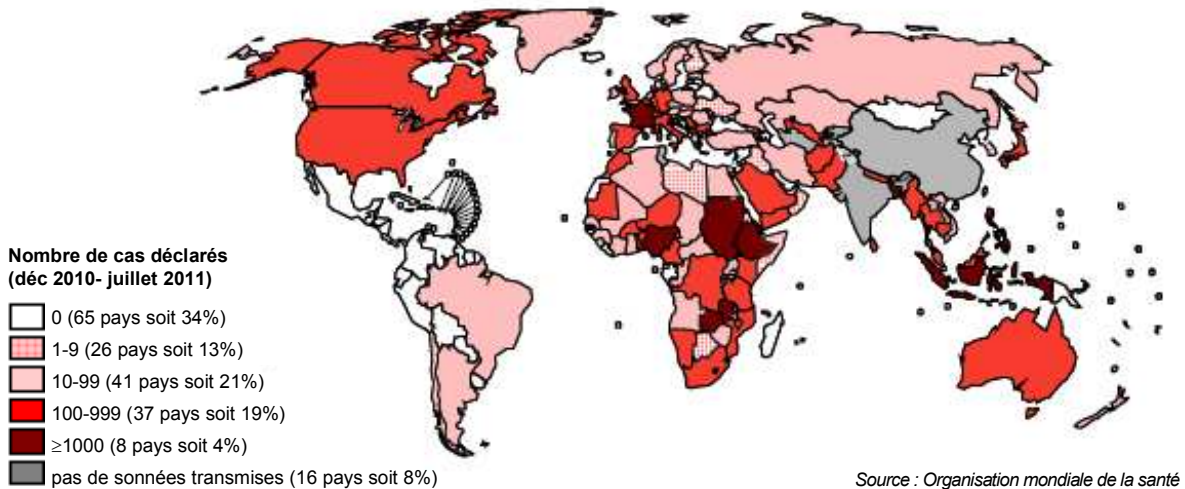 Nombre de cas déclarés
(déc 2010- juillet 2011)
0 (65 pays soit 34%)
1-9 (26 pays soit 13%)
10-99 (41 pays soit 21%)
100-999 (37 pays soit 19%)
≥1000 (8 pays soit 4%)
pas de sonnées transmises (16 pays soit 8%)
Source : Organisation mondiale de la santé